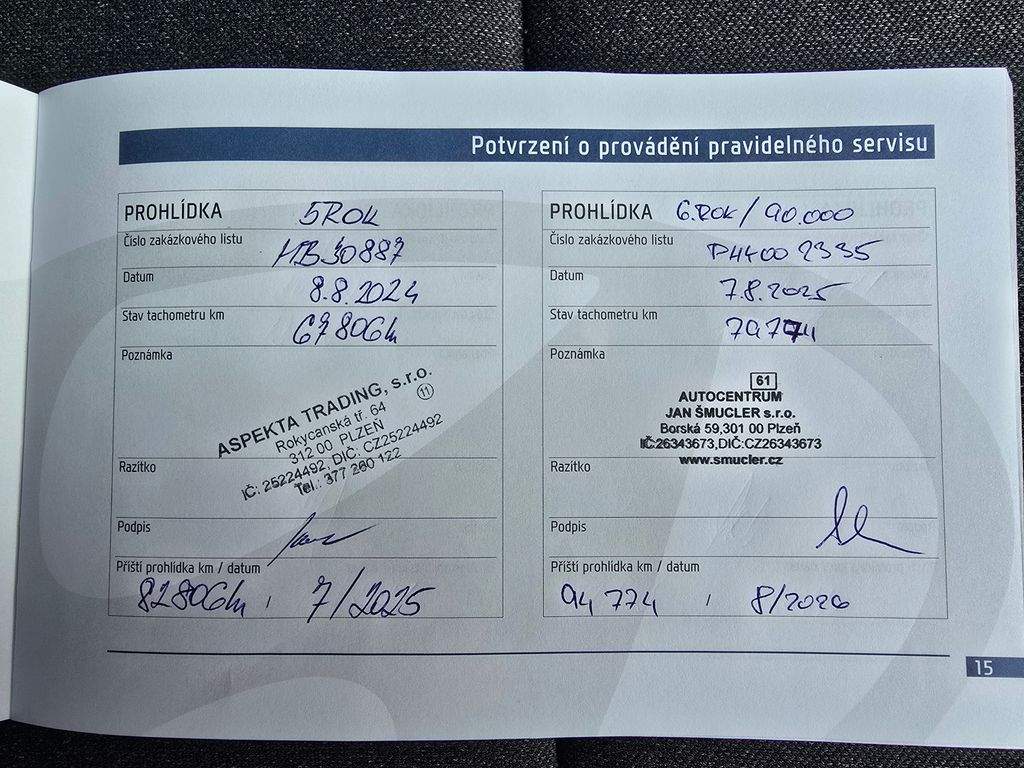 Potvrzení o provádění pravidelného servisu
PROHLÍDKA 5ROK
Číslo zakázkového listu
HB30887
Datum
8.8.2024
Stav tachometru km
67806km
Poznámka
ASPEKTA TRADING, s.r.o.
Rokycanská tř. 64
11
312 00 PLZEŇ
IČ: 25224492, DIČ: CZ25224492
Tel.: 377 260 122
Razítko
Podpis
Příští prohlídka km / datum
82806km , 7/2025
PROHLÍDKA 6.ROK/90.000
Číslo zakázkového listu
P4400 2335
Datum
7.8.2025
Stav tachometru km
79774
Poznámka
61
AUTOCENTRUM
JAN ŠMUCLER s.r.o.
Borská 59,301 00 Plzeň
IČ:26343673,DIČ:CZ26343673
www.smucler.cz
Razítko
Podpis
Příští prohlídka km / datum
94 774 , 8/2026
15